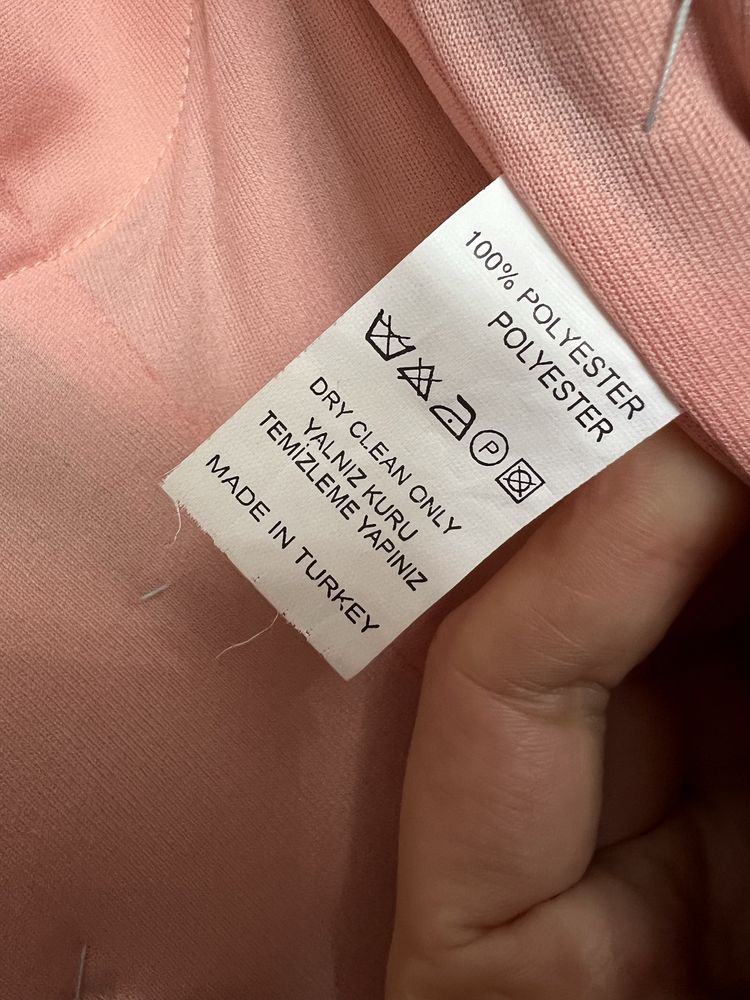 100% POLYESTER
POLYESTER
P
DRY CLEAN ONLY
YALNIZ KURU
TEMİZLEME YAPINIZ
MADE IN TURKEY